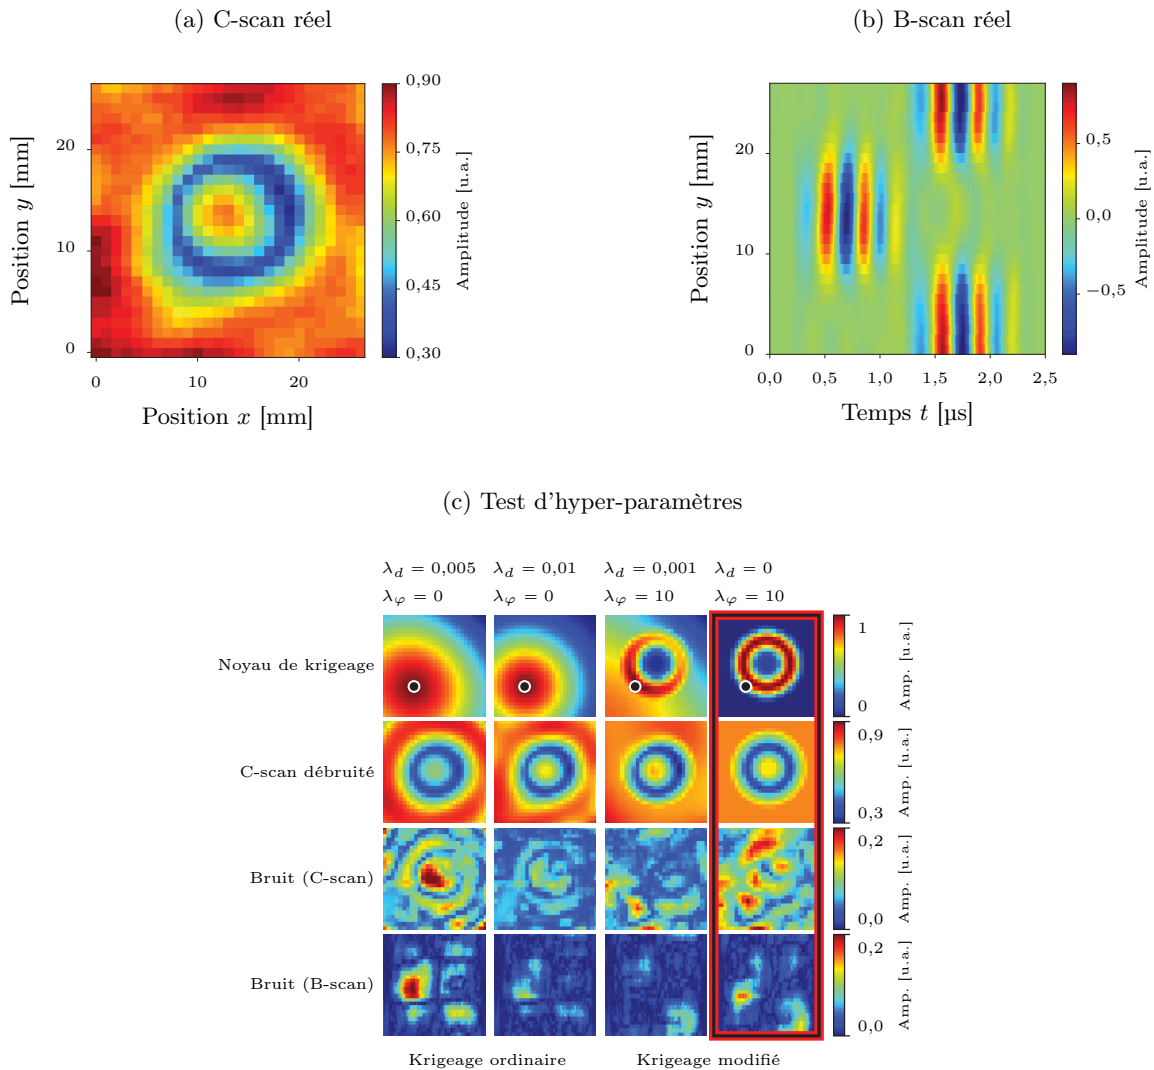 (a) C-scan réel
(b) B-scan réel
0,90
0,75
0,60
0,45
0,30
Amplitude [u.a.]
20
10
0
Position y [mm]
0
10
20
Position x [mm]
20
10
0
Position y [mm]
0,0
0,5
1,0
1,5
2,0
2,5
Temps t [µs]
0,5
0,0
−0,5
Amplitude [u.a.]
(c) Test d'hyper-paramètres
λd = 0,005
λd = 0,01
λd = 0,001
λd = 0
λφ = 0
λφ = 0
λφ = 10
λφ = 10
Noyau de krigeage
1
0
Amp. [u.a.]
C-scan débruité
0,9
0,3
Amp. [u.a.]
Bruit (C-scan)
0,2
0,0
Amp. [u.a.]
Bruit (B-scan)
0,2
0,0
Amp. [u.a.]
Krigeage ordinaire
Krigeage modifié